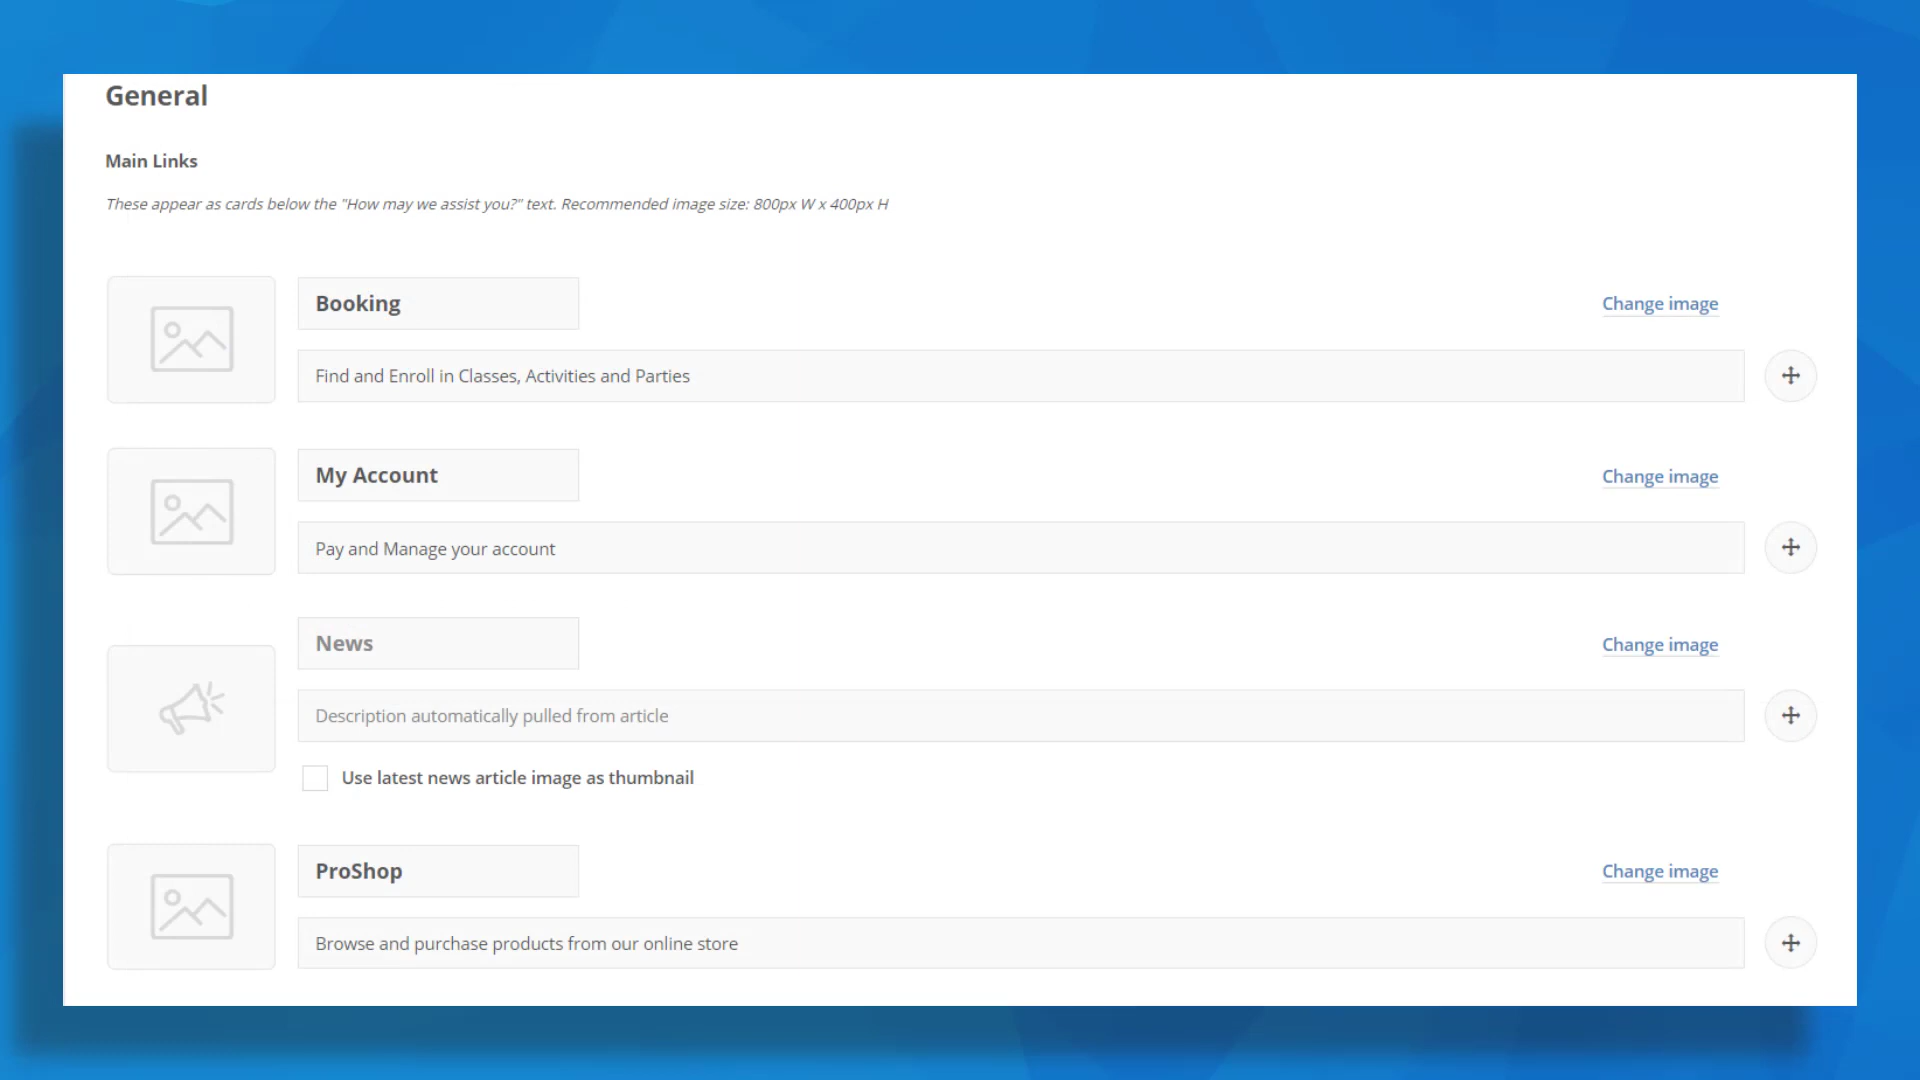 General
Main Links
These appear as cards below the "How may we assist you?" text. Recommended image size: 800px W x 400px H
Booking
Change image
Find and Enroll in Classes, Activities and Parties
My Account
Change image
Pay and Manage your account
News
Change image
Description automatically pulled from article
Use latest news article image as thumbnail
ProShop
Change image
Browse and purchase products from our online store